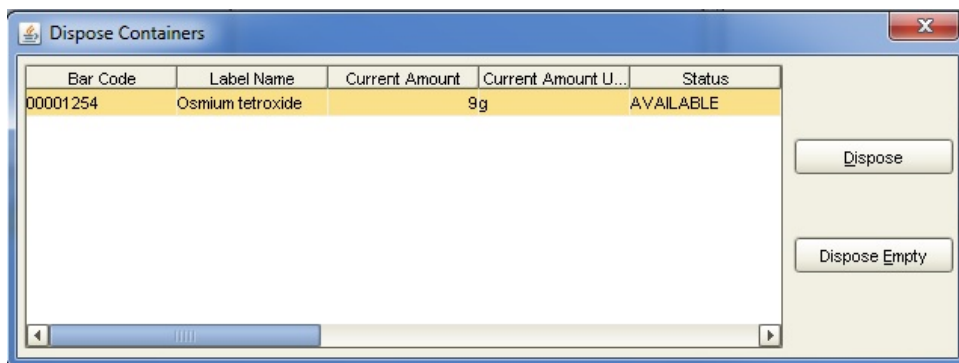 Dispose Containers
Bar Code Label Name Current Amount Current Amount U... Status
00001254 Osmium tetroxide 9 g AVAILABLE
Dispose
Dispose Empty